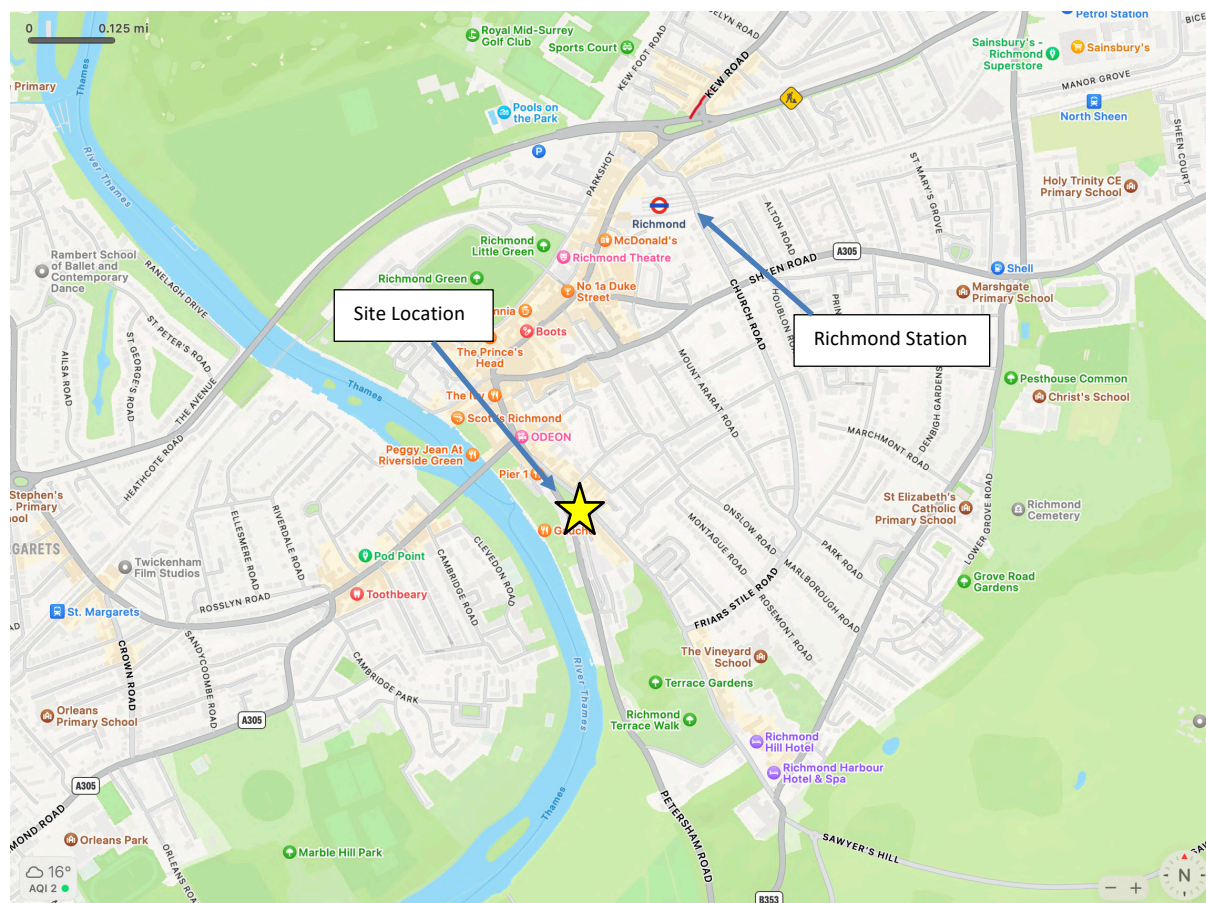 0
0.125 mi
Royal Mid-Surrey
Golf Club
Sports Court
KEW FOOT ROAD
KEW ROAD
Petrol Station
Sainsbury's -
Richmond
Superstore
Sainsbury's
MANOR GROVE
North Sheen
SHEEN COURT
Thames
Primary
Pools on
the Park
P
PARKSHOT
River Thames
Richmond
ST MARY'S GROVE
Holy Trinity CE
Primary School
Richmond
Little Green
McDonald's
Richmond Theatre
ALTON ROAD
A305
SHEEN ROAD
Shell
Marshgate
Primary School
Rambert School
of Ballet and
Contemporary
Dance
RANELAGH DRIVE
Richmond Green
No 1a Duke
Street
CHURCH ROAD
Site Location
Boots
The Prince's
Head
Richmond Station
ST PETER'S ROAD
ST GEORGE'S ROAD
AILSA ROAD
THE AVENUE
Thames
MOUNT ARARAT ROAD
DENBIGH GARDENS
Pesthouse Common
Christ's School
Scott's Richmond
ODEON
HEATHCOTE ROAD
Peggy Jean At
Riverside Green
Pier 1
MARCHMONT ROAD
St Elizabeth's
Catholic
Primary School
LOWER GROVE ROAD
Richmond
Cemetery
ELLESMERE ROAD
RIVERDALE ROAD
Stephen's
Primary
Pod Point
CLEVEDON ROAD
CAMBRIDGE ROAD
ONSLOW ROAD
MONTAGUE ROAD
PARK ROAD
MARLBOROUGH ROAD
Twickenham
Film Studios
Toothbeary
ROSSLYN ROAD
Grove Road
Gardens
St. Margarets
FRIARS STILE ROAD
ROSEMONT ROAD
CROWN ROAD
SANDYCOOMBE ROAD
The Vineyard
School
CAMBRIDGE PARK
River Thames
Terrace Gardens
Orleans
Primary School
A305
Richmond
Terrace Walk
Richmond
Hill Hotel
Richmond Harbour
Hotel & Spa
A305
Thames
PETERSHAM ROAD
Orleans Park
Marble Hill Park
ORLEANS ROAD
SAWYER'S HILL
16°
AQI 2
B353
N